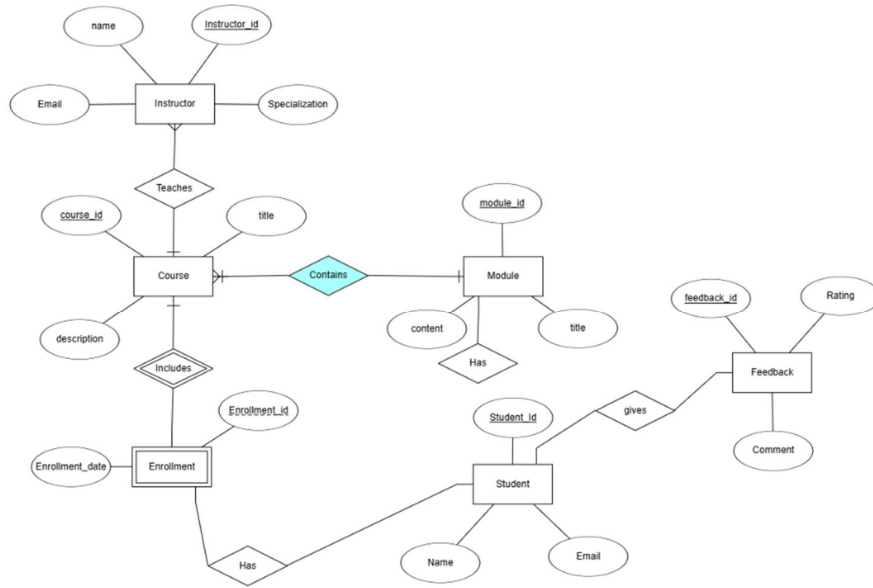 name
Instructor_id
Email
Instructor
Specialization
Teaches
course_id
title
module_id
Course
Contains
Module
description
content
title
feedback_id
Rating
Includes
Has
Feedback
Enrollment_id
Student_Id
gives
Enrollment_date
Enrollment
Student
Comment
Has
Name
Email